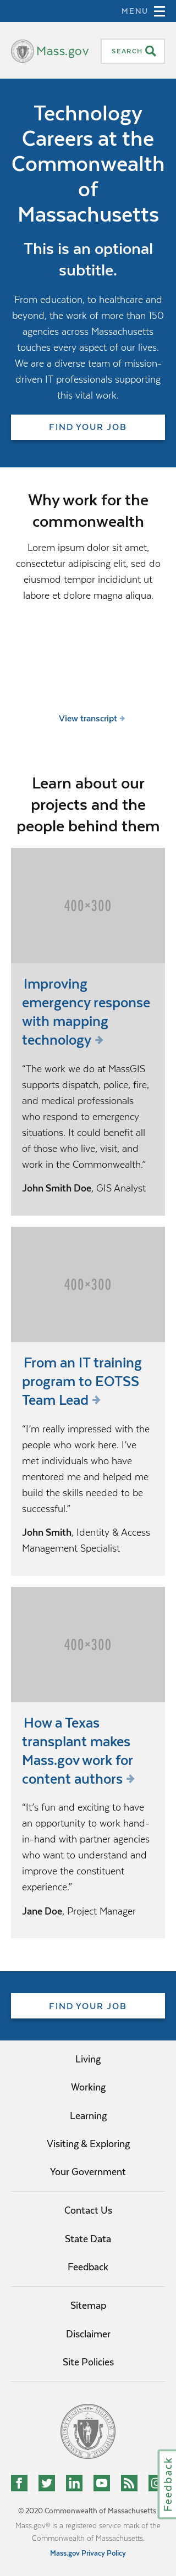 MENU
Mass.gov
SEARCH
Technology
Careers at the
Commonwealth
of
Massachusetts
This is an optional
subtitle.
From education, to healthcare and
beyond, the work of more than 150
agencies across Massachusetts
touches every aspect of our lives.
We are a diverse team of mission-
driven IT professionals supporting
this vital work.
FIND YOUR JOB
Why work for the
commonwealth
Lorem ipsum dolor sit amet,
consectetur adipiscing elit, sed do
eiusmod tempor incididunt ut
labore et dolore magna aliqua.
View transcript
Learn about our
projects and the
people behind them
400×300
Improving
emergency response
with mapping
technology
“The work we do at MassGIS
supports dispatch, police, fire,
and medical professionals
who respond to emergency
situations. It could benefit all
of those who live, visit, and
work in the Commonwealth.”
John Smith Doe, GIS Analyst
400×300
From an IT training
program to EOTSS
Team Lead
“I’m really impressed with the
people who work here. I’ve
met individuals who have
mentored me and helped me
build the skills needed to be
successful.”
John Smith, Identity & Access
Management Specialist
400×300
How a Texas
transplant makes
Mass.gov work for
content authors
“It’s fun and exciting to have
an opportunity to work hand-
in-hand with partner agencies
who want to understand and
improve the constituent
experience.”
Jane Doe, Project Manager
FIND YOUR JOB
Living
Working
Learning
Visiting & Exploring
Your Government
Contact Us
State Data
Feedback
Sitemap
Disclaimer
Site Policies
Feedback
© 2020 Commonwealth of Massachusetts.
Mass.gov® is a registered service mark of the
Commonwealth of Massachusetts.
Mass.gov Privacy Policy